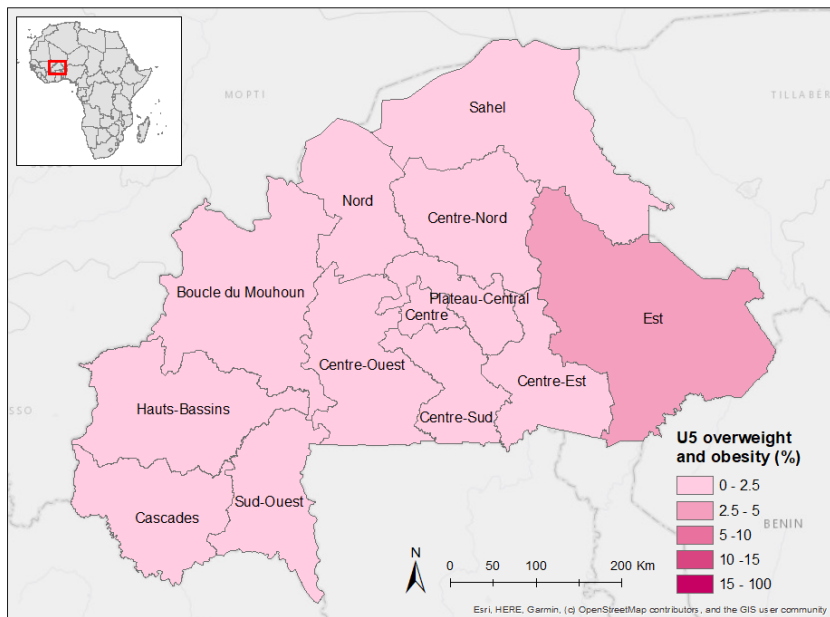 MOPTI
TILLABÉR
Sahel
Nord
Centre-Nord
Boucle du Mouhoun
Plateau-Central
Centre
Est
Centre-Ouest
Centre-Est
Hauts-Bassins
Centre-Sud
SSO
Cascades
Sud-Ouest
BENIN
U5 overweight
and obesity (%)
0 - 2.5
2.5 - 5
5 -10
10 -15
15 - 100
N
0 50 100 200 Km
Esri, HERE, Garmin, (c) OpenStreetMap contributors, and the GIS user community